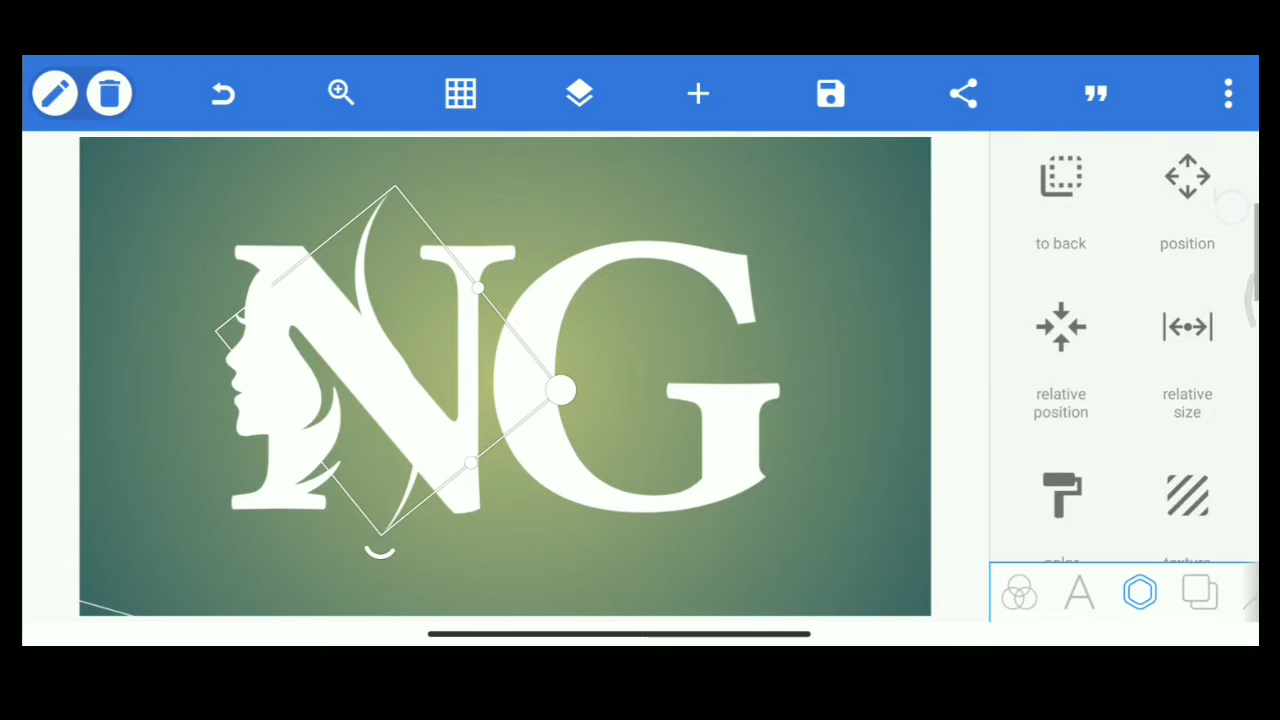 NG
to back
position
relative
position
relative
size